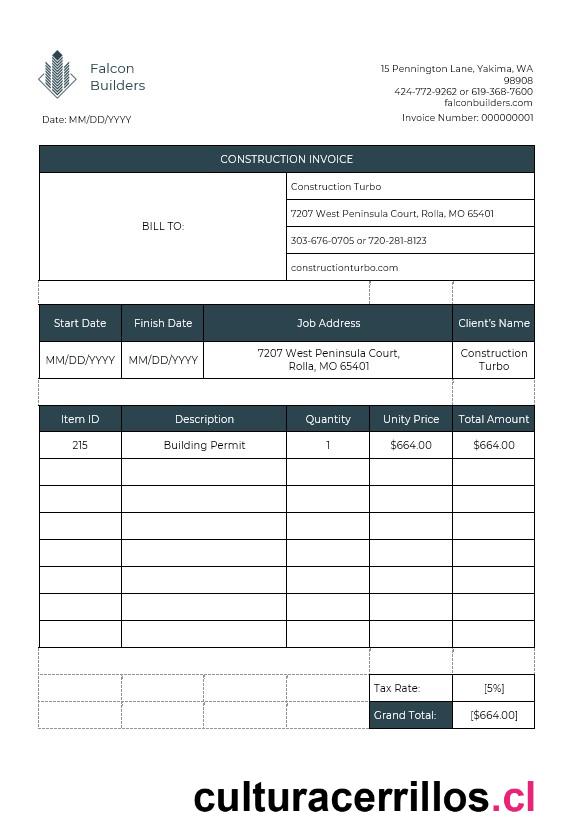 Falcon
Builders
15 Pennington Lane, Yakima, WA
98908
424-772-9262 or 619-368-7600
falconbuilders.com
Date: MM/DD/YYYY
Invoice Number: 000000001
CONSTRUCTION INVOICE
BILL TO:
Construction Turbo
7207 West Peninsula Court, Rolla, MO 65401
303-676-0705 or 720-281-8123
constructionturbo.com
Start Date Finish Date Job Address Client's Name
MM/DD/YYYY MM/DD/YYYY 7207 West Peninsula Court, Construction
Rolla, MO 65401 Turbo
Item ID Description Quantity Unity Price Total Amount
215 Building Permit 1 $664.00 $664.00
Tax Rate: [5%]
Grand Total: [$664.00]
culturacerrillos.cl